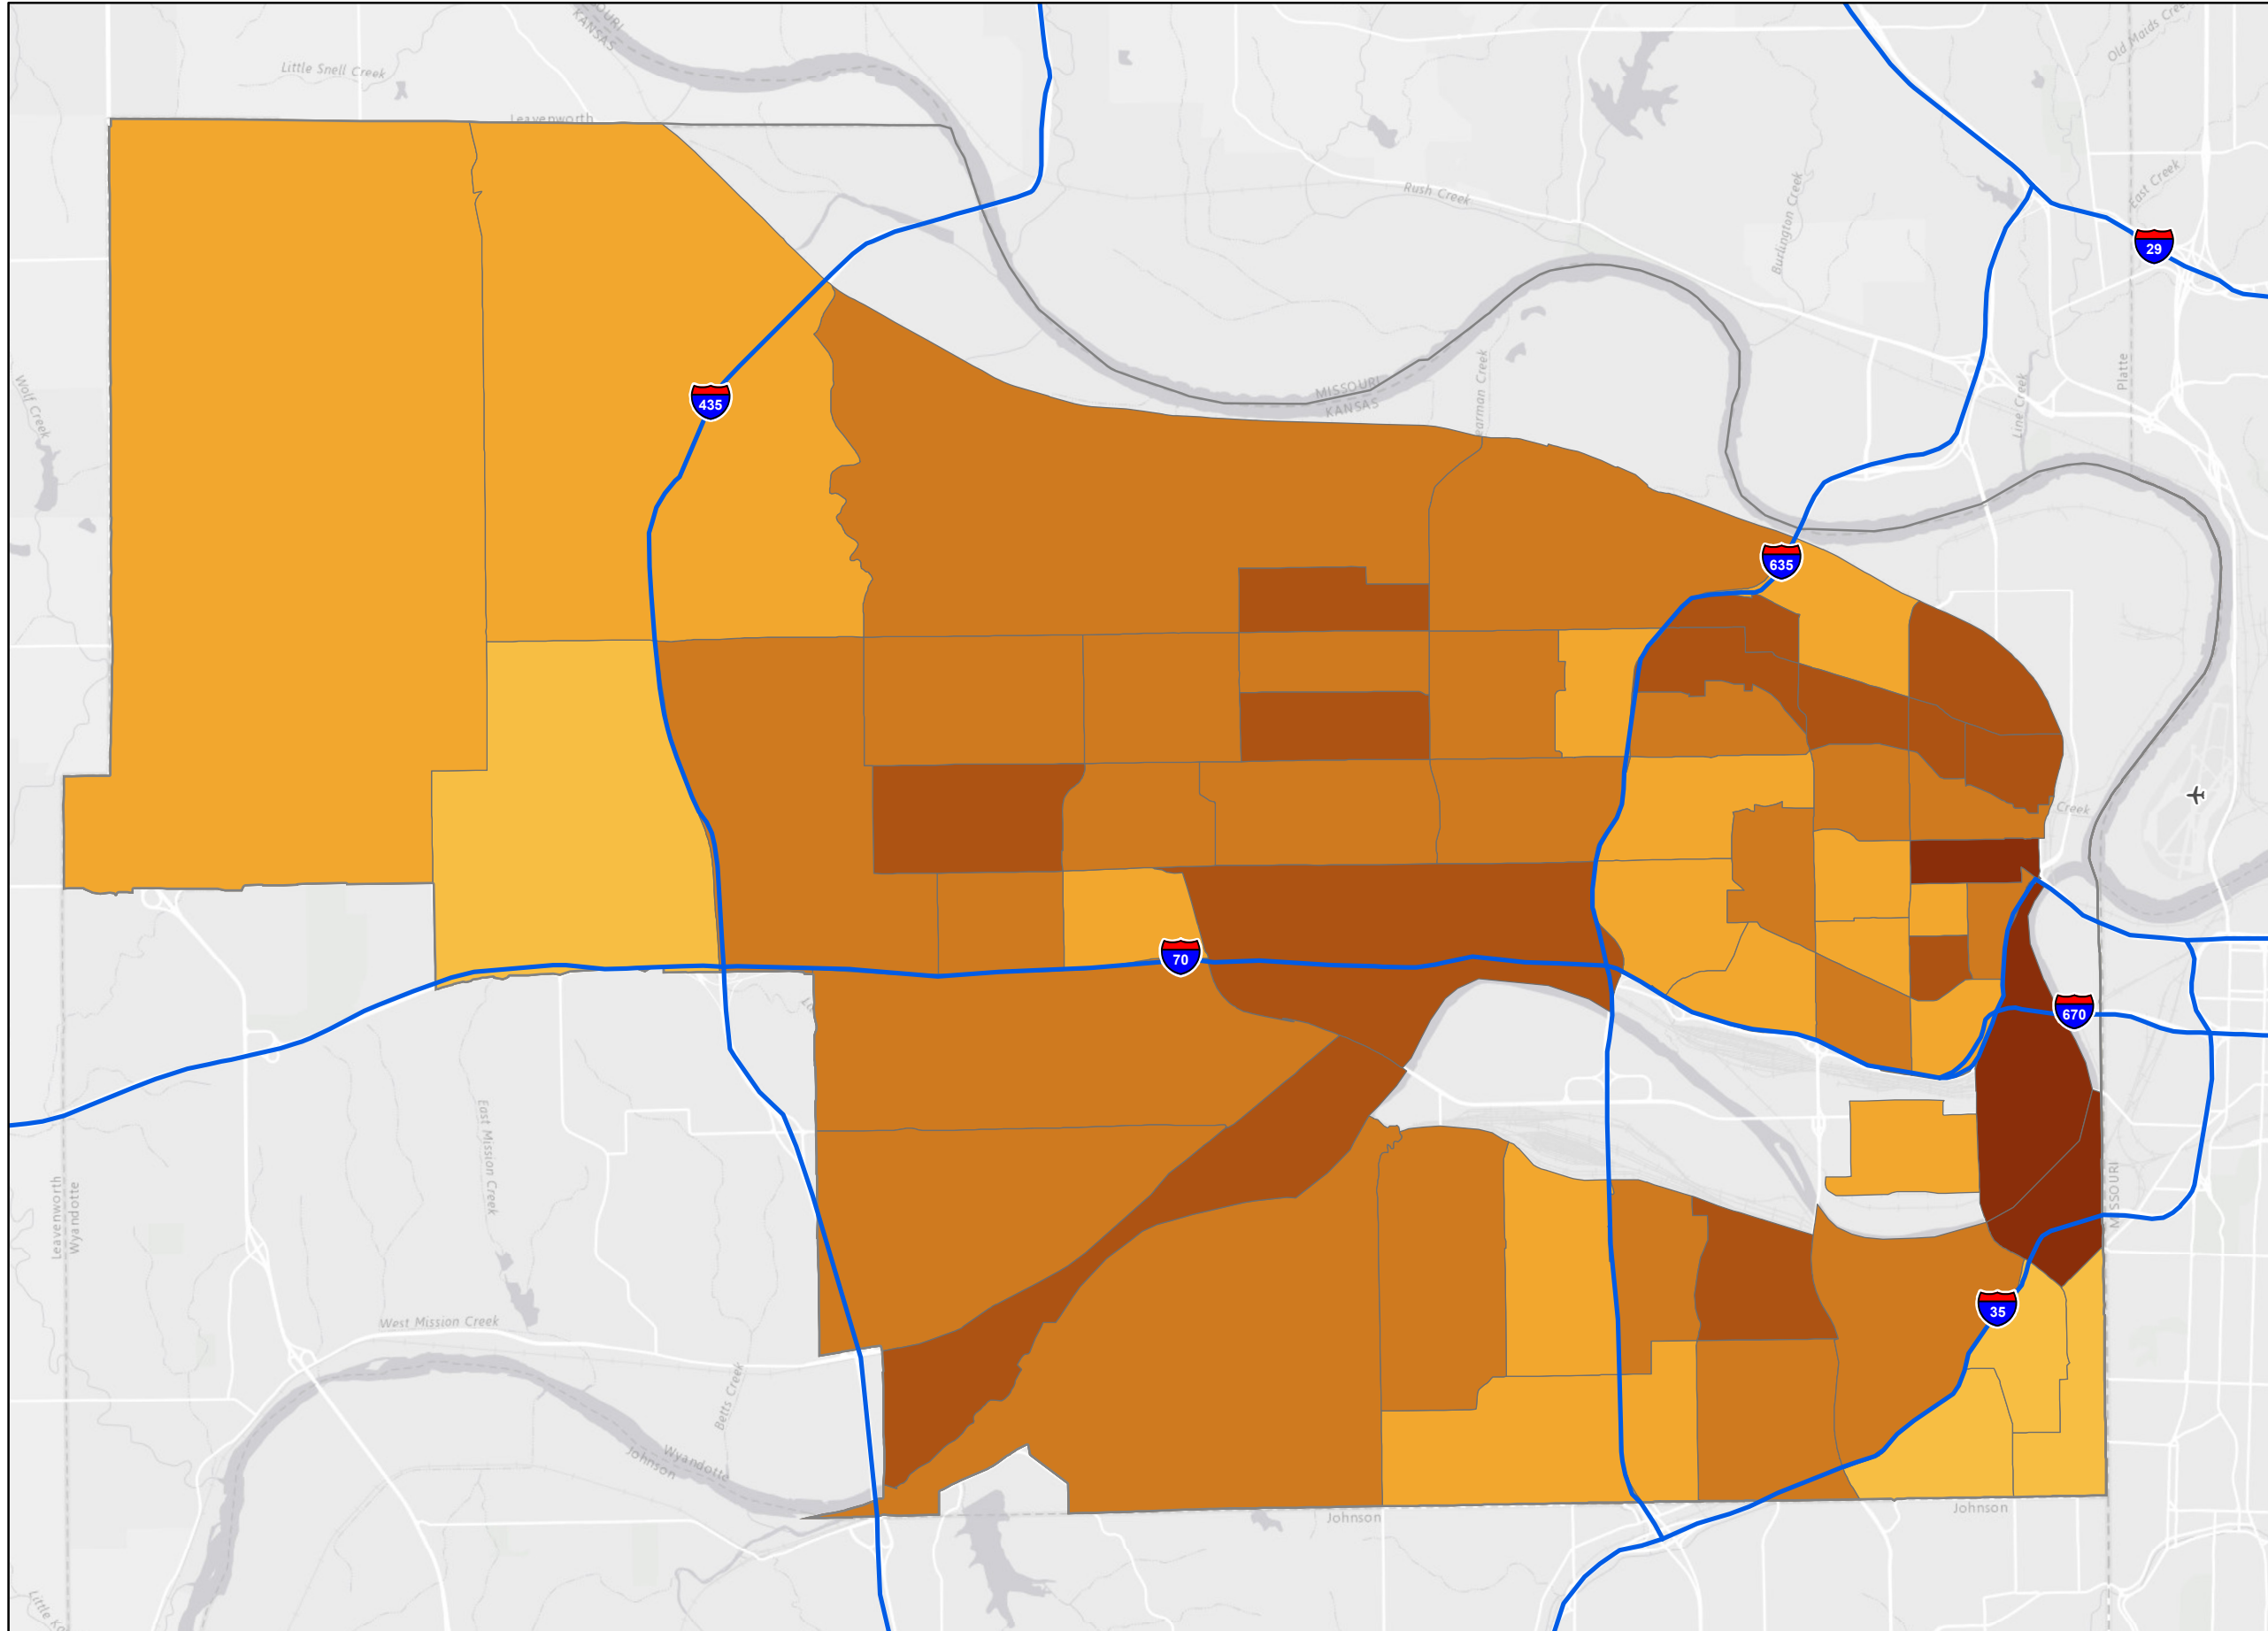 MISSOURI
KANSAS
Old Maids Creek
Little Snell Creek
Leavenworth
East Creek
Rush Creek
Burlington Creek
29
Platte
MISSOURI
KANSAS
Line Creek
435
Wolf Creek
635
Creek
70
670
Leavenworth
Wyandotte
East Mission Creek
MISSOURI
West Mission Creek
35
Betts Creek
Wyandotte
Johnson
Johnson
Johnson